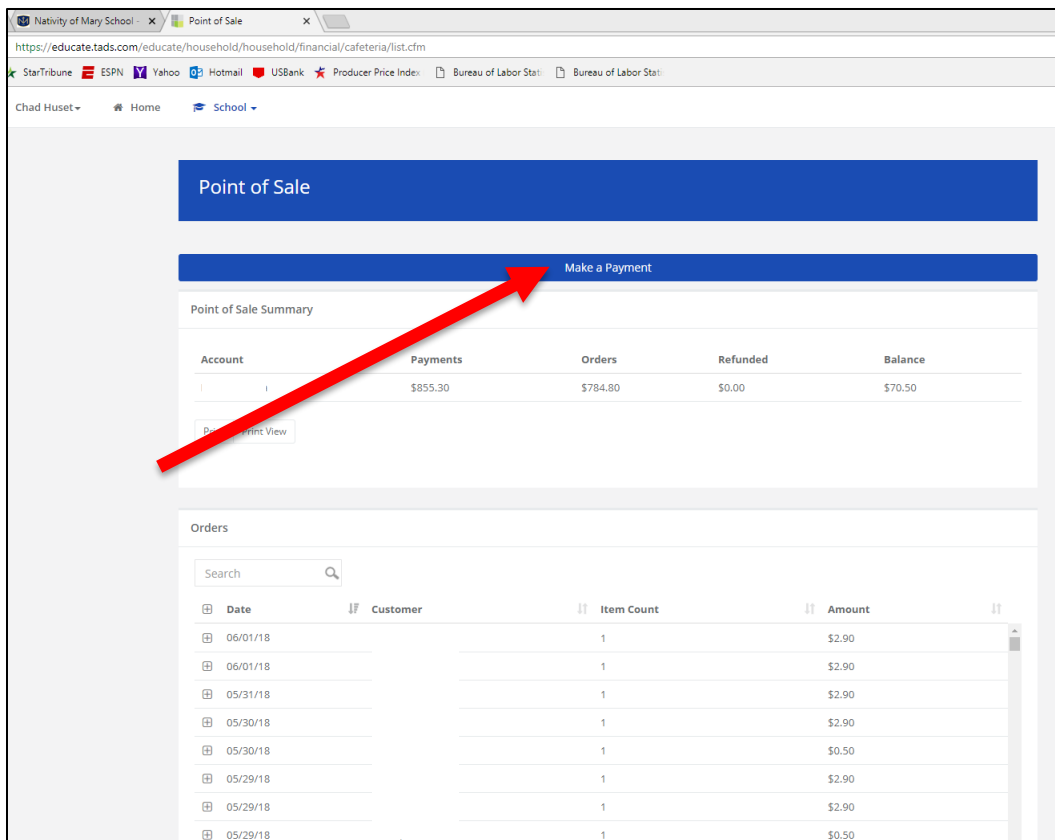 Nativity of Mary School - × Point of Sale ×
https://educate.tads.com/educate/household/household/financial/cafeteria/list.cfm
StarTribune ESPN Yahoo Hotmail USBank Producer Price Index Bureau of Labor Stati Bureau of Labor Stati
Chad Huset Home School
Point of Sale
Make a Payment
Point of Sale Summary
Account Payments Orders Refunded Balance
$855.30 $784.80 $0.00 $70.50
Print View
Orders
Search
Date Customer Item Count Amount
06/01/18 1 $2.90
06/01/18 1 $2.90
05/31/18 1 $2.90
05/30/18 1 $2.90
05/30/18 1 $0.50
05/29/18 1 $2.90
05/29/18 1 $2.90
05/29/18 1 $0.50